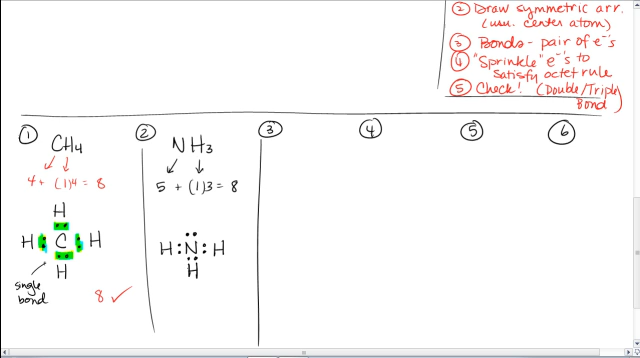 ② Draw symmetric arr.
(usu. center atom)
③ Bonds - pair of e⁻'s
④ "Sprinkle" e⁻'s to
satisfy octet rule
⑤ Check! (Double/Triple
Bond)
① ② ③ ④ ⑤ ⑥
CH₄
4 + (1)4 = 8
H
H : C : H
H
single
bond
8 ✓
NH₃
5 + (1)3 = 8
H : N : H
H